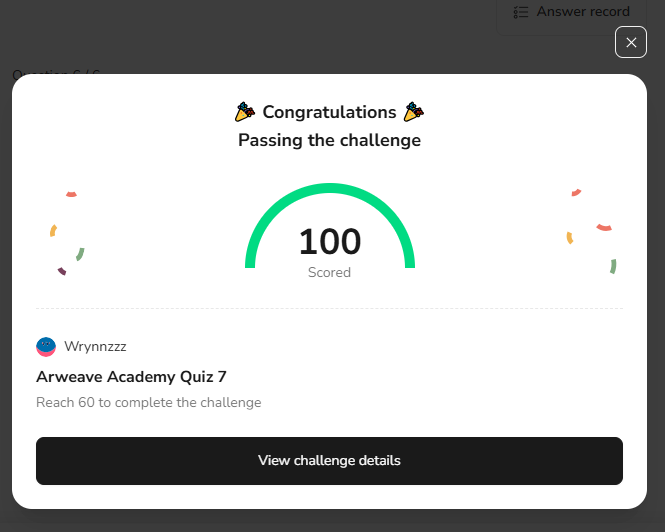 Answer record
Question 6 / 6
Congratulations
Passing the challenge
100
Scored
Wrynnzzz
Arweave Academy Quiz 7
Reach 60 to complete the challenge
View challenge details